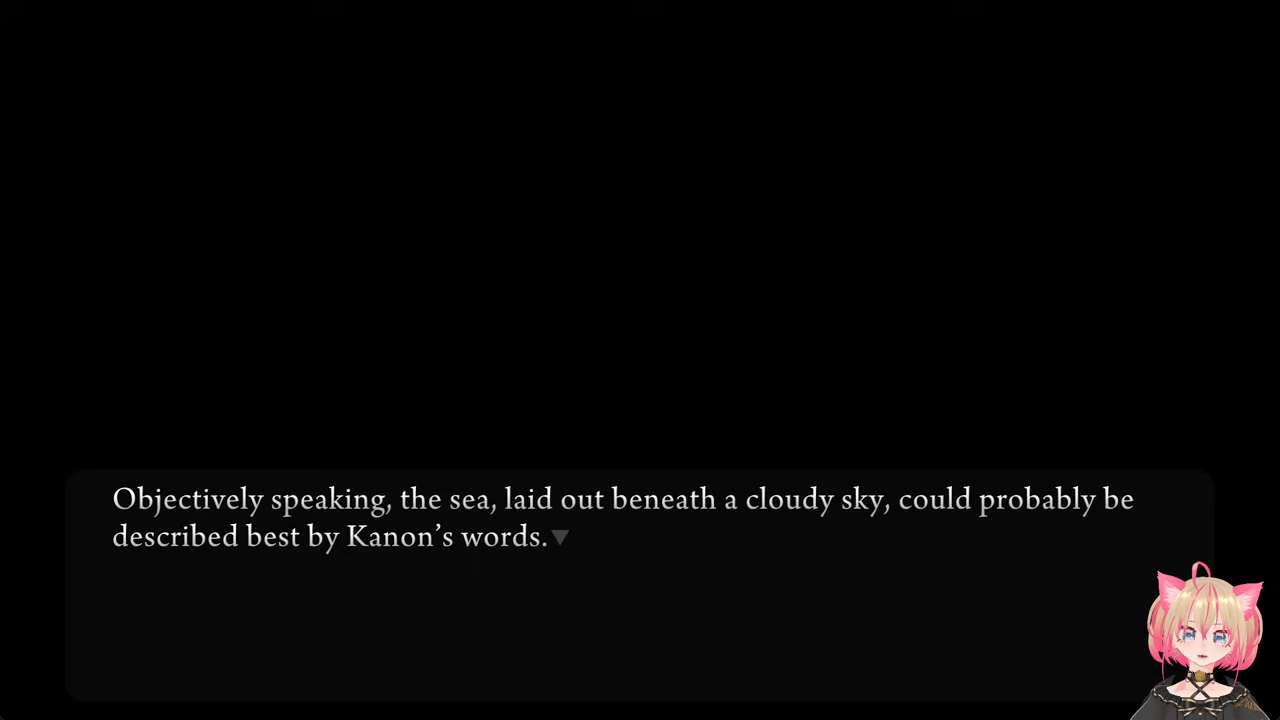 Objectively speaking, the sea, laid out beneath a cloudy sky, could probably be
described best by Kanon’s words.